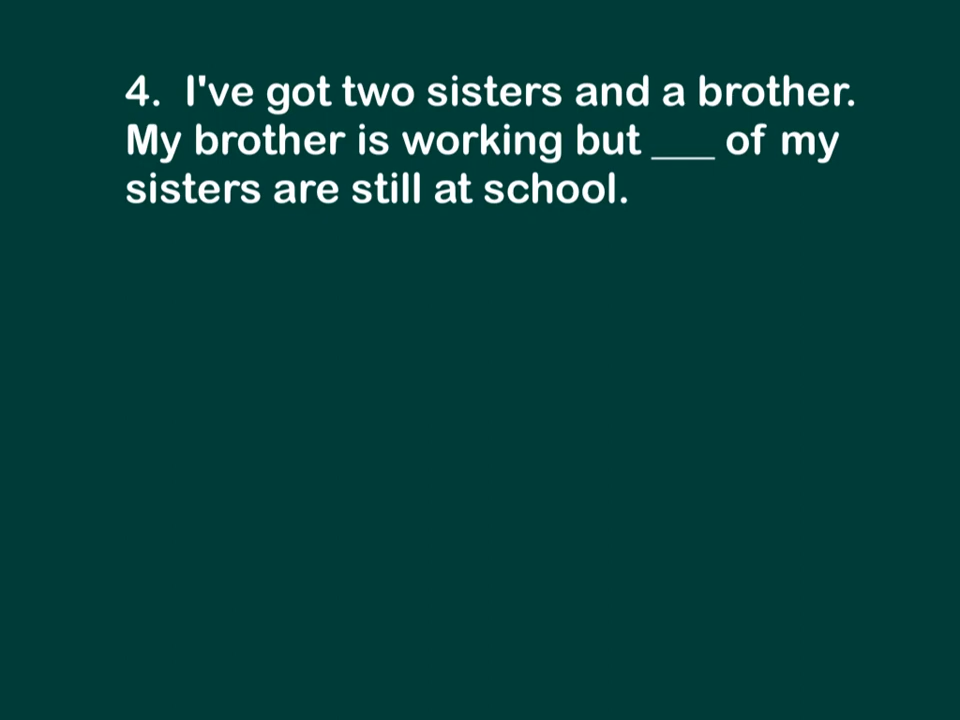 4. I've got two sisters and a brother.
My brother is working but ___ of my
sisters are still at school.